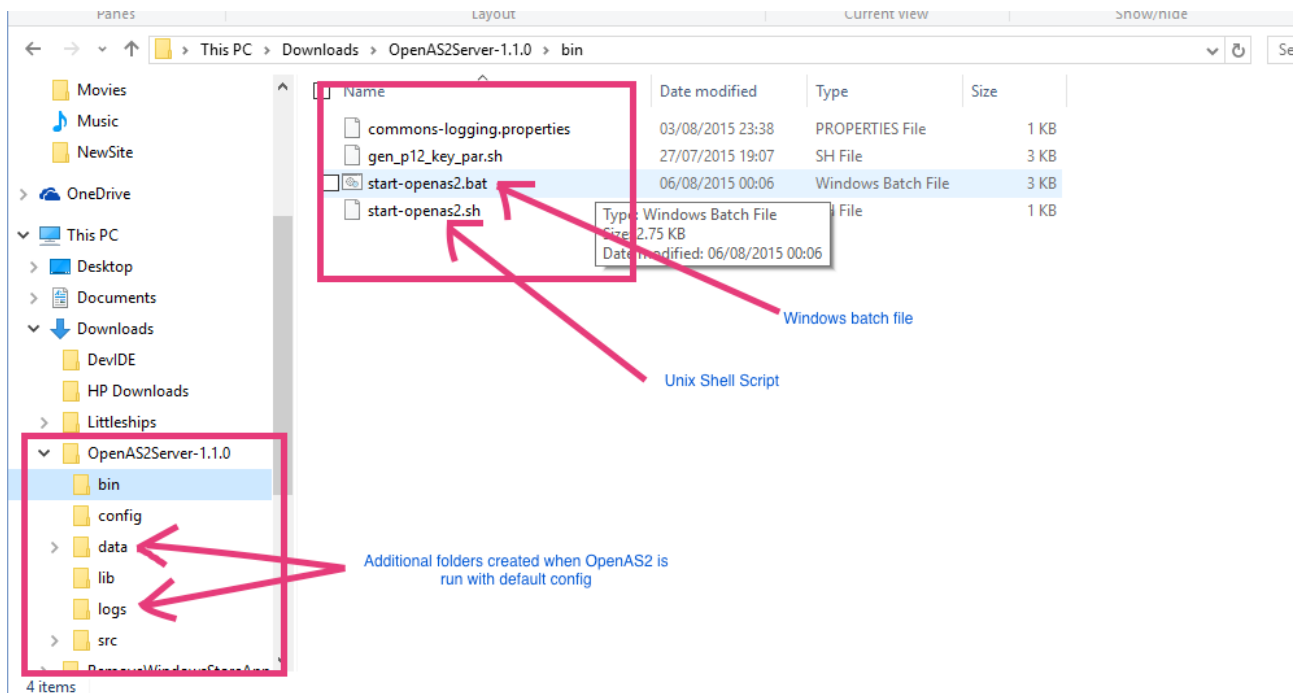 Panes Layout Current view Show/hide
This PC > Downloads > OpenAS2Server-1.1.0 > bin
Movies
Music
NewSite
OneDrive
This PC
Desktop
Documents
Downloads
DevIDE
HP Downloads
Littleships
OpenAS2Server-1.1.0
bin
config
data
lib
logs
src
4 items
Name Date modified Type Size
commons-logging.properties 03/08/2015 23:38 PROPERTIES File 1 KB
gen_p12_key_par.sh 27/07/2015 19:07 SH File 3 KB
start-openas2.bat 06/08/2015 00:06 Windows Batch File 3 KB
start-openas2.sh File 1 KB
Type: Windows Batch File
Size: 2.75 KB
Date modified: 06/08/2015 00:06
Windows batch file
Unix Shell Script
Additional folders created when OpenAS2 is
run with default config